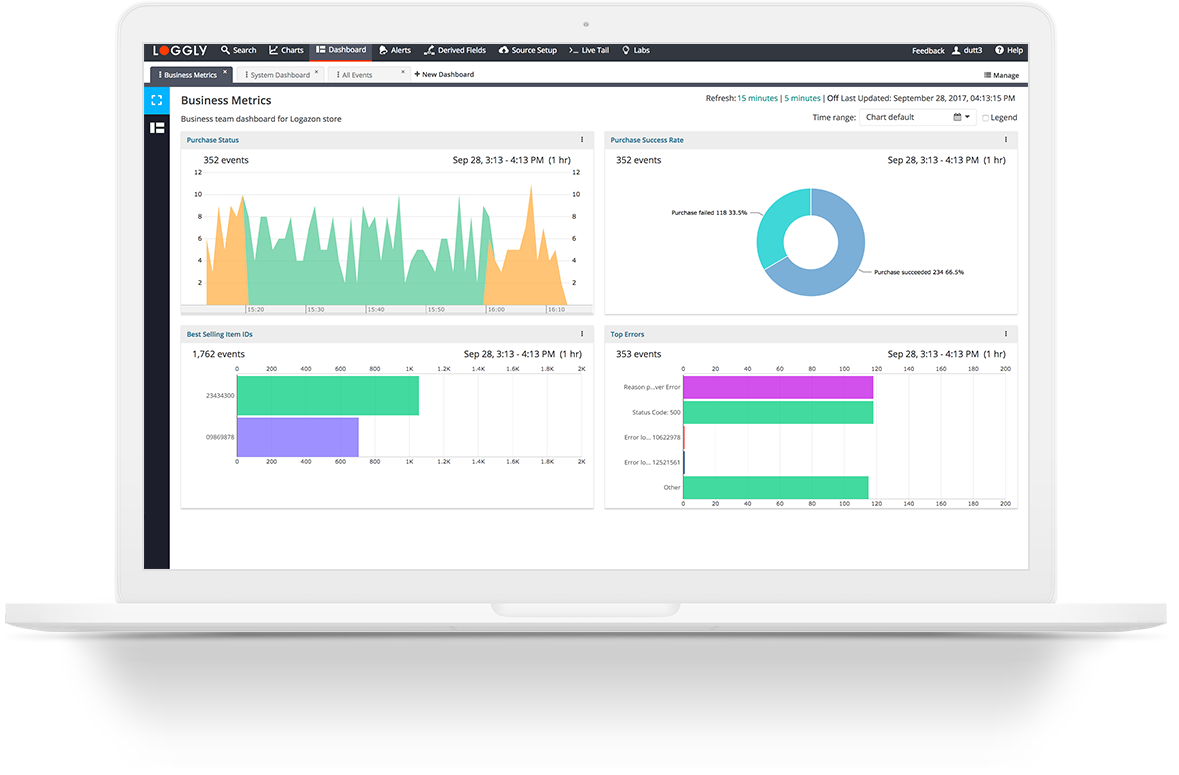 LOGGLY Search Charts Dashboard Alerts Derived Fields Source Setup Live Tail Labs Feedback dutt3 Help
Business Metrics × System Dashboard × All Events × + New Dashboard Manage
Business Metrics
Refresh: 15 minutes | 5 minutes | Off Last Updated: September 28, 2017, 04:13:15 PM
Business team dashboard for Logazon store
Time range: Chart default Legend
Purchase Status
352 events Sep 28, 3:13 - 4:13 PM (1 hr)
12 12
10 10
8 8
6 6
4 4
2 2
15:20 15:30 15:40 15:50 16:00 16:10
Purchase Success Rate
352 events Sep 28, 3:13 - 4:13 PM (1 hr)
Purchase failed 118 33.5%
Purchase succeeded 234 66.5%
Best Selling Item IDs
1,762 events Sep 28, 3:13 - 4:13 PM (1 hr)
0 200 400 600 800 1K 1.2K 1.4K 1.6K 1.8K 2K
23434300
09869878
0 200 400 600 800 1K 1.2K 1.4K 1.6K 1.8K 2K
Top Errors
353 events Sep 28, 3:13 - 4:13 PM (1 hr)
0 20 40 60 80 100 120 140 160 180 200
Reason p...ver Error
Status Code: 500
Error lo... 10622978
Error lo... 12521561
Other
0 20 40 60 80 100 120 140 160 180 200